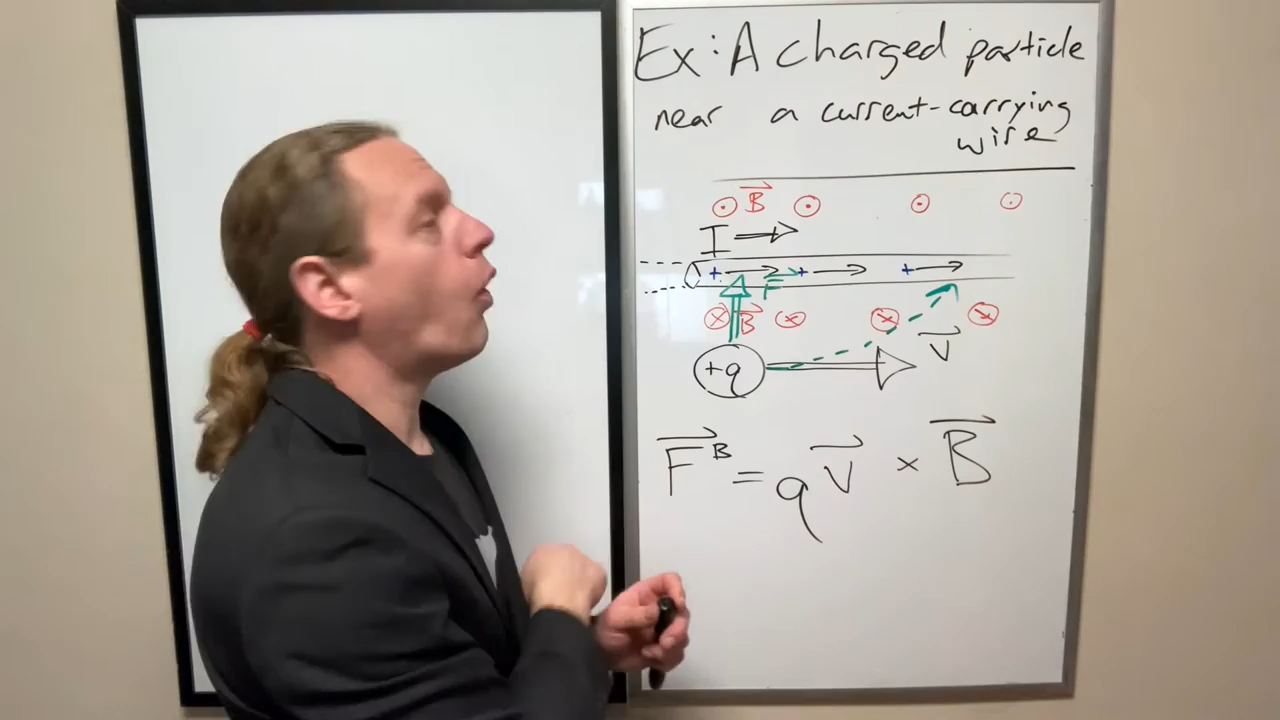 Ex: A charged particle
near a current-carrying
wire
B
I
+ + + F
B
V
+q
F^B = qV × B